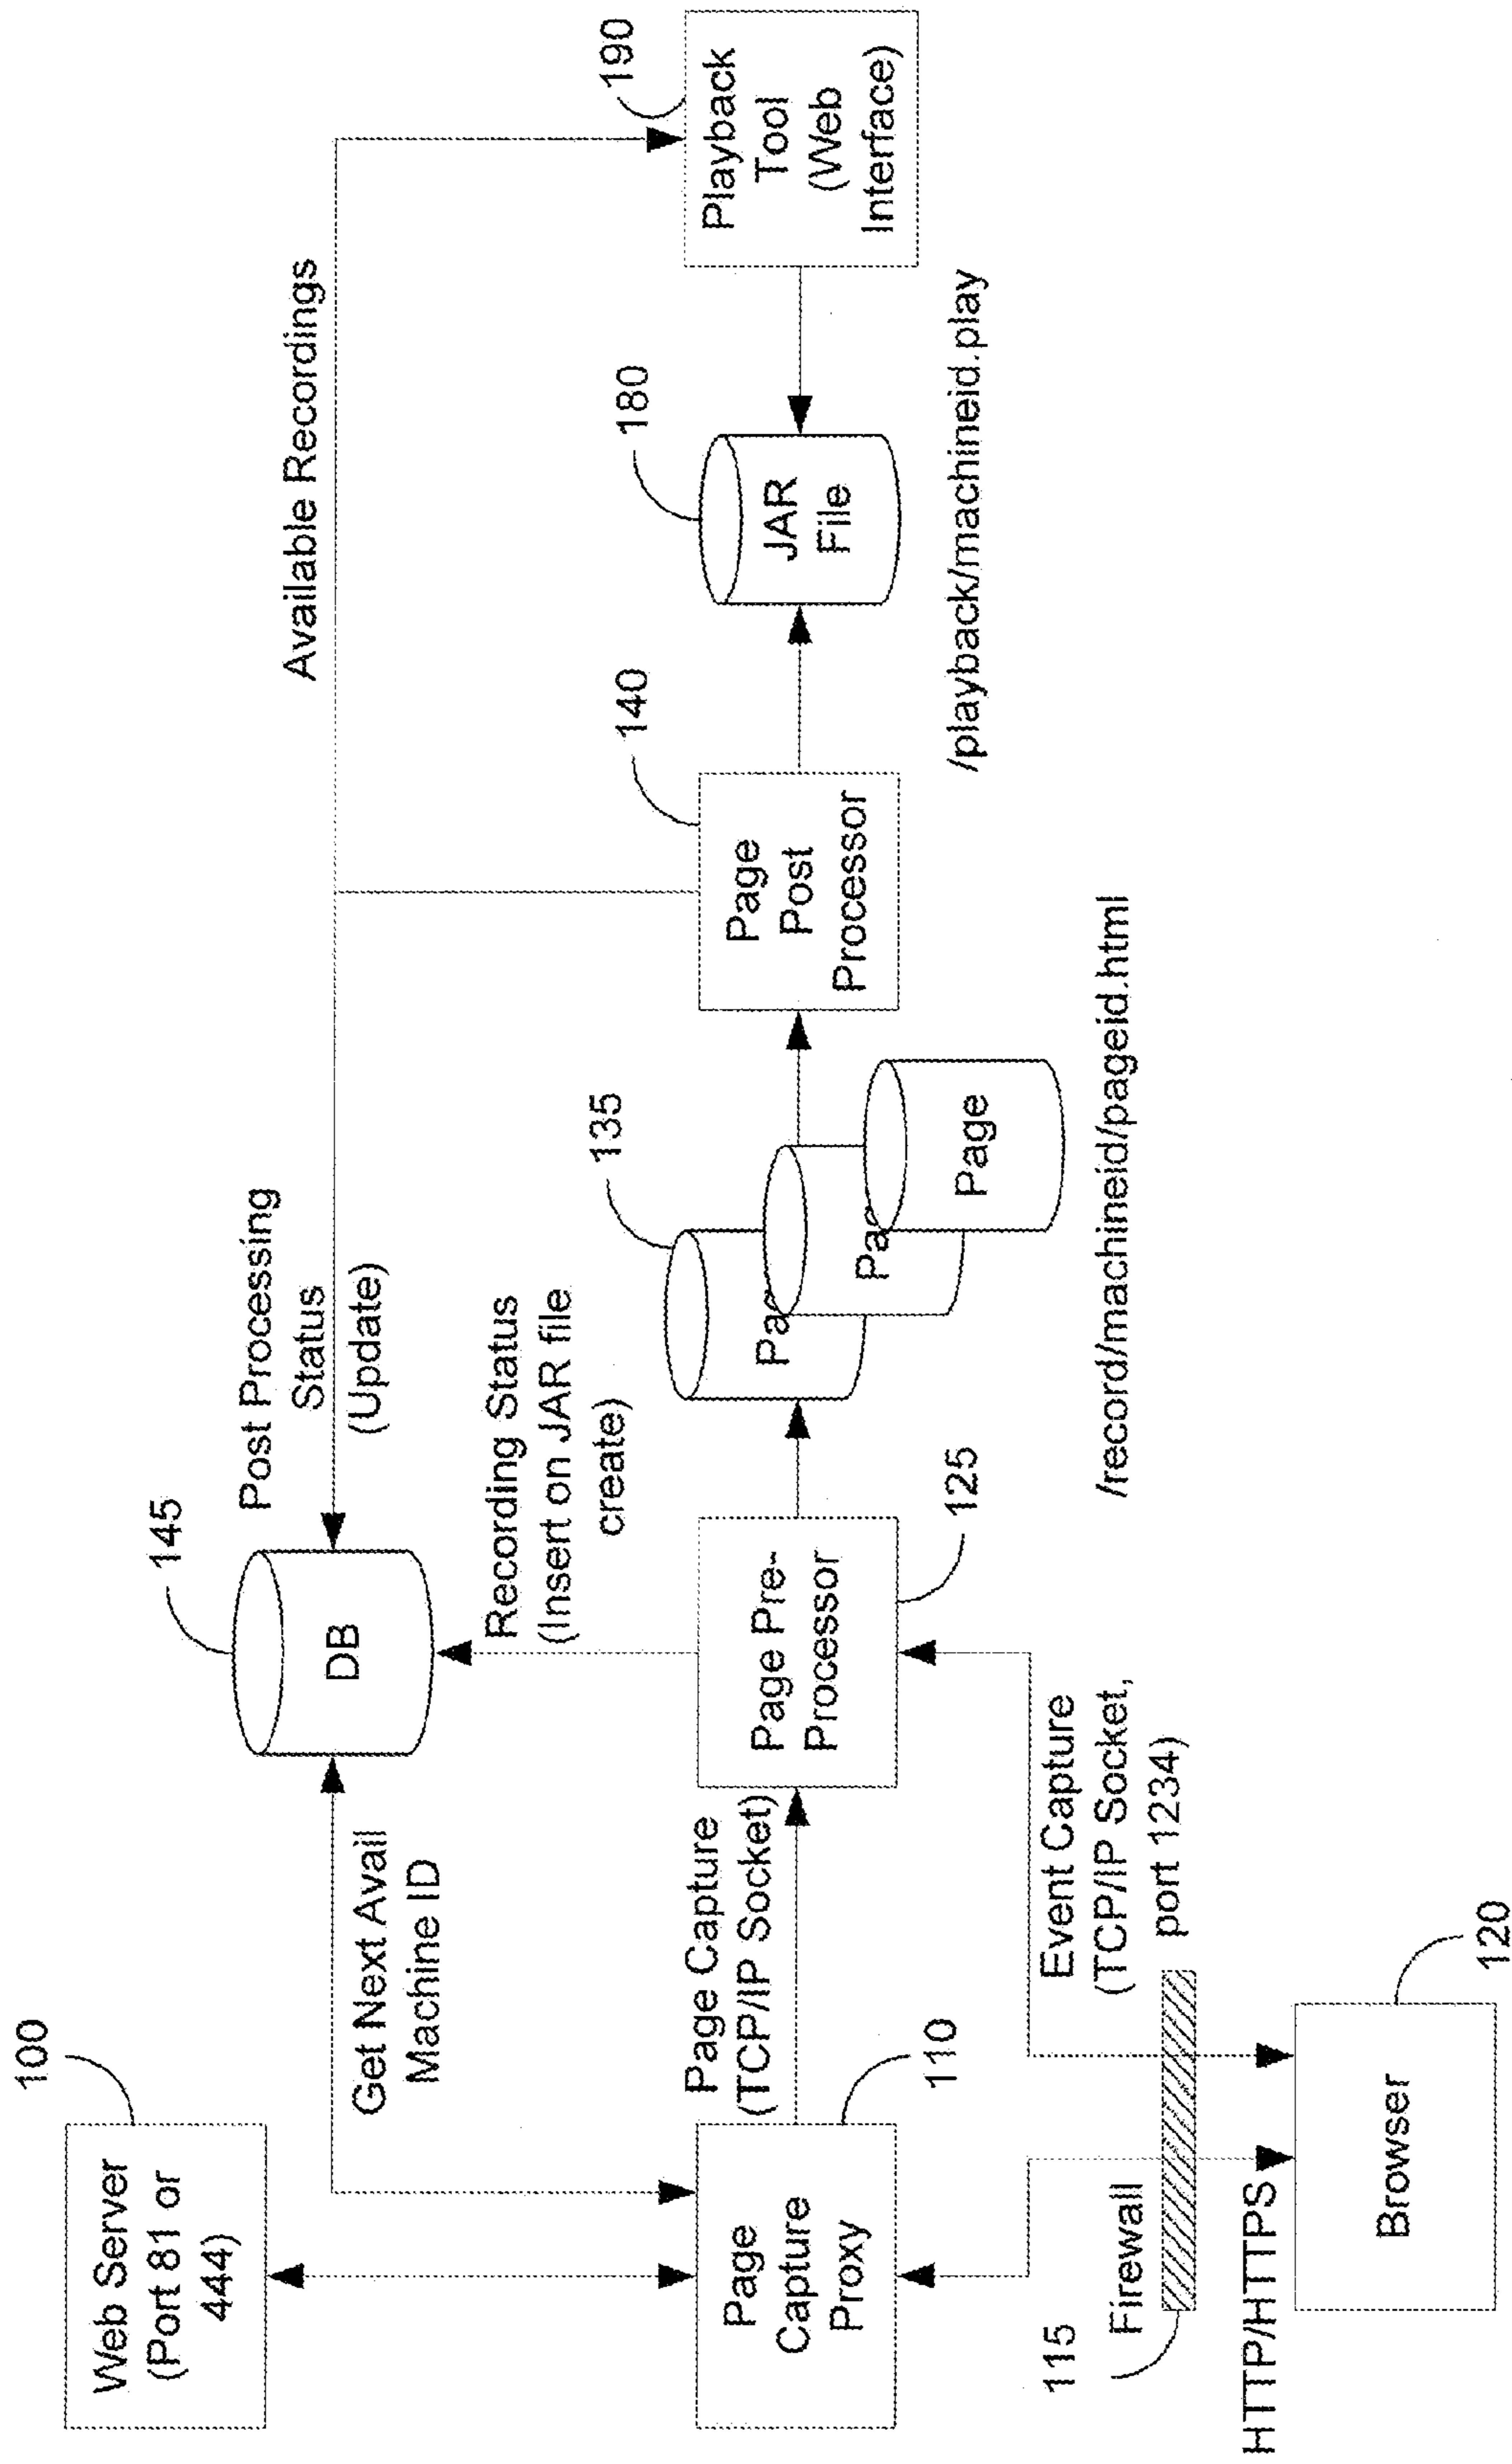 100
Web Server
(Port 81 or
444)
Get Next Avail
Machine ID
145
DB
Post Processing
Status
(Update)
Available Recordings
Recording Status
(Insert on JAR file
create)
Page Capture
(TCP/IP Socket)
Page
Capture
Proxy
110
Page Pre-
Processor
125
135
Pag
Pag
Page
Page
Post
Processor
140
JAR
File
180
Playback
Tool
(Web
Interface)
190
/record/machineid/pageid.html
/playback/machineid.play
Event Capture
(TCP/IP Socket,
port 1234)
115
Firewall
HTTP/HTTPS
Browser
120